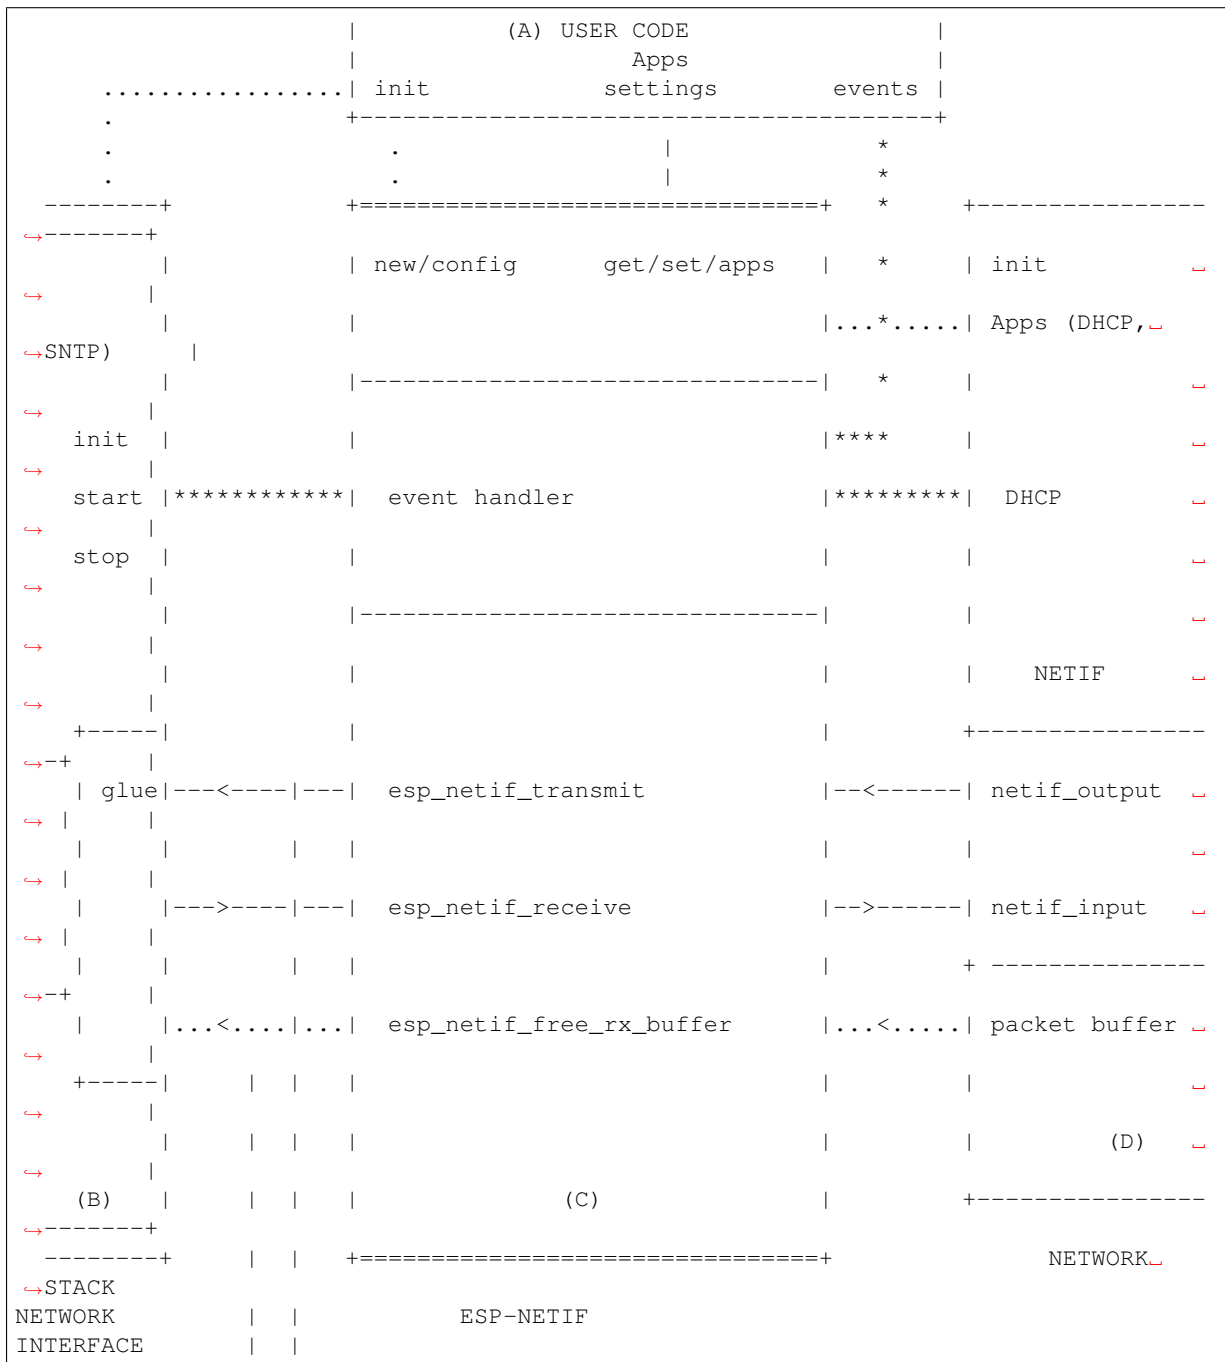 |          (A) USER CODE                 |
|                   Apps                 |
.................| init            settings        events |
.                +----------------------------------------+
.                   .                  |              *
.                   .                  |              *
--------+            +================================+   *     +----------------
↪-------+
|            | new/config      get/set/apps   |   *    | init          ␣
↪        |
|            |                                |...*.....| Apps (DHCP,␣
↪SNTP)     |
|            |--------------------------------|   *    |               ␣
↪        |
init  |            |                                |****    |               ␣
↪        |
start |************|  event handler                 |*********|  DHCP         ␣
↪        |
stop  |            |                                |         |               ␣
↪        |
|            |--------------------------------|         |               ␣
↪        |
|            |                                |         |    NETIF      ␣
↪        |
+-----|            |                                |         +----------------
↪-+     |
| glue|---<----|---|  esp_netif_transmit            |--<------| netif_output  ␣
↪ |     |
|     |        |   |                                |         |               ␣
↪ |     |
|     |--->----|---|  esp_netif_receive             |-->------| netif_input   ␣
↪ |     |
|     |        |   |                                |         + ---------------
↪-+     |
|     |...<....|...|  esp_netif_free_rx_buffer      |...<.....| packet buffer ␣
↪        |
+-----|     |  |   |                                |         |               ␣
↪        |
|     |  |   |                                |         |         (D)   ␣
↪        |
(B)   |     |  |   |              (C)               |         +----------------
↪-------+
--------+     |  |   +================================+               NETWORK␣
↪STACK
NETWORK         |  |           ESP-NETIF
INTERFACE       |  |